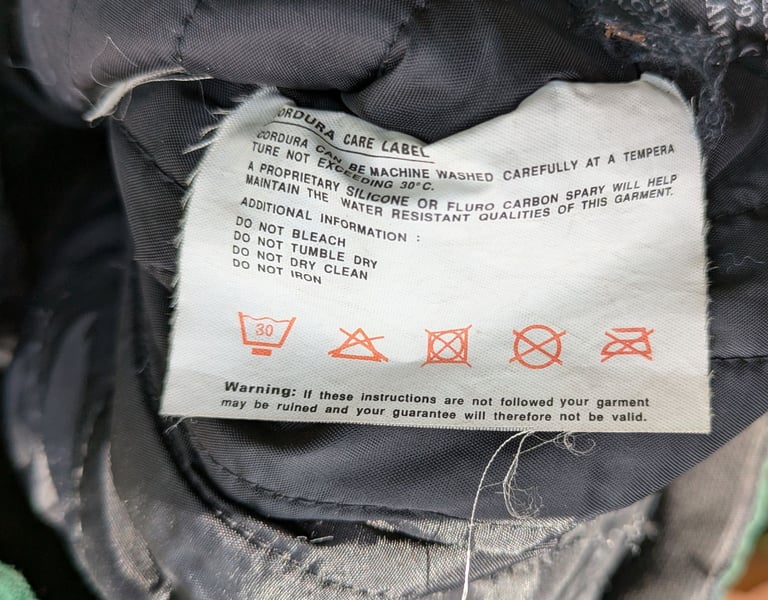 CORDURA CARE LABEL
CORDURA CAN BE MACHINE WASHED CAREFULLY AT A TEMPERA
TURE NOT EXCEEDING 30°C.
A PROPRIETARY SILICONE OR FLURO CARBON SPARY WILL HELP
MAINTAIN THE WATER RESISTANT QUALITIES OF THIS GARMENT.
ADDITIONAL INFORMATION :
DO NOT BLEACH
DO NOT TUMBLE DRY
DO NOT DRY CLEAN
DO NOT IRON
30
Warning: If these instructions are not followed your garment
may be ruined and your guarantee will therefore not be valid.